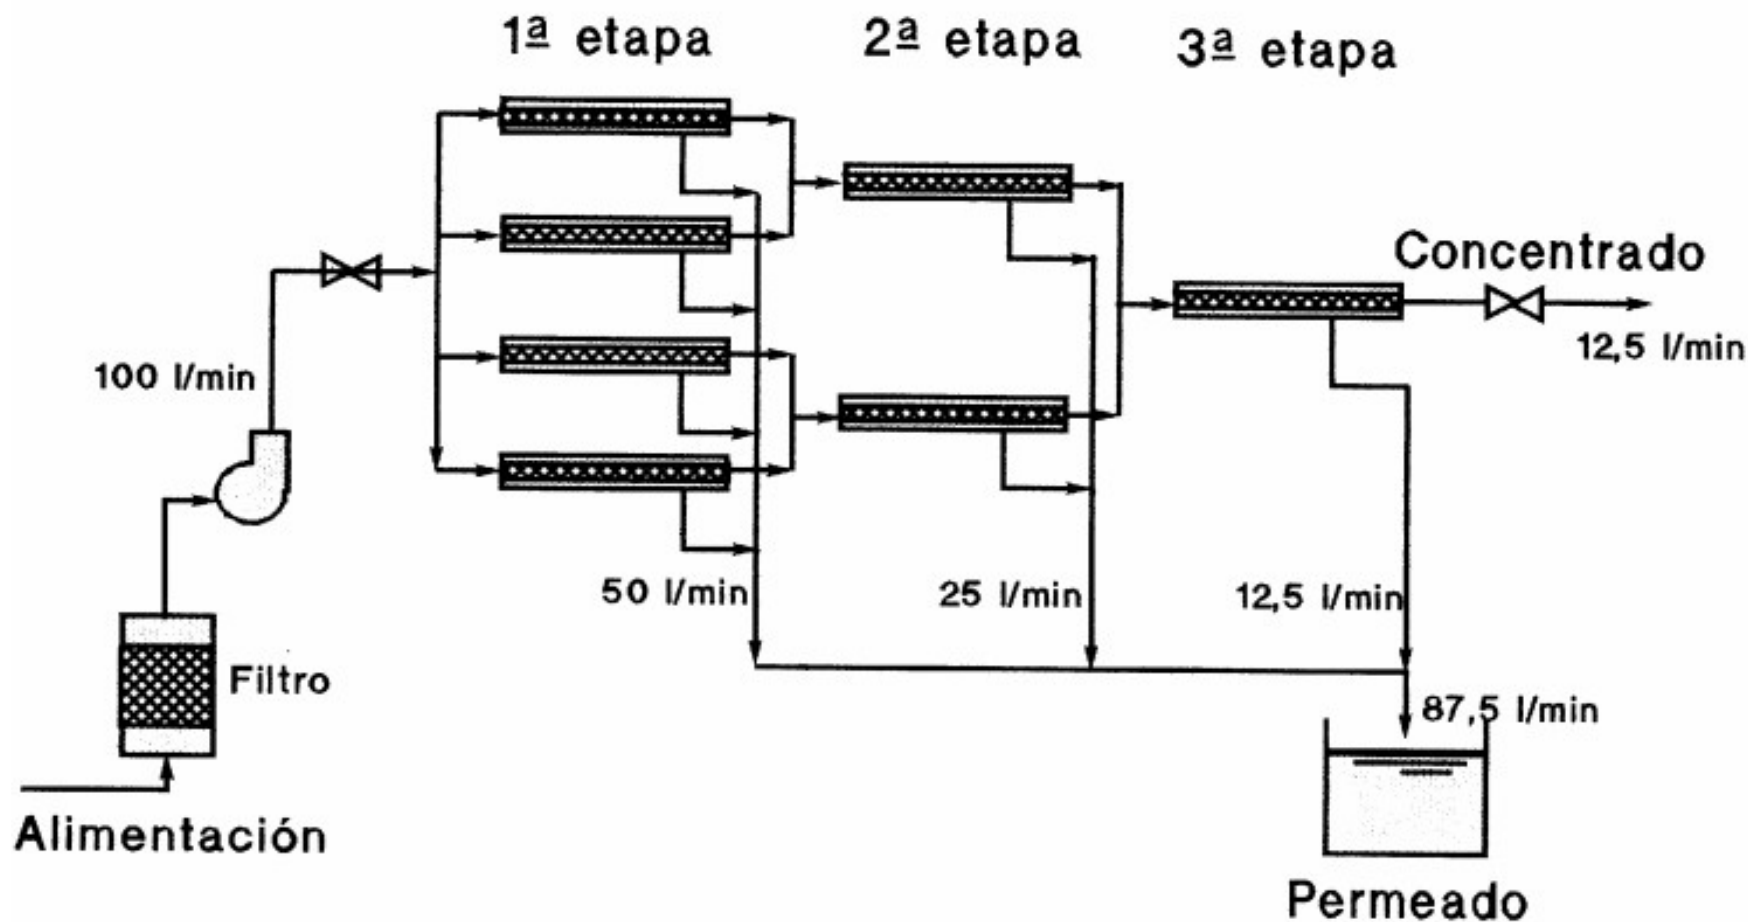 1ª etapa
2ª etapa
3ª etapa
Concentrado
12,5 l/min
100 l/min
50 l/min
25 l/min
12,5 l/min
Filtro
87,5 l/min
Alimentación
Permeado